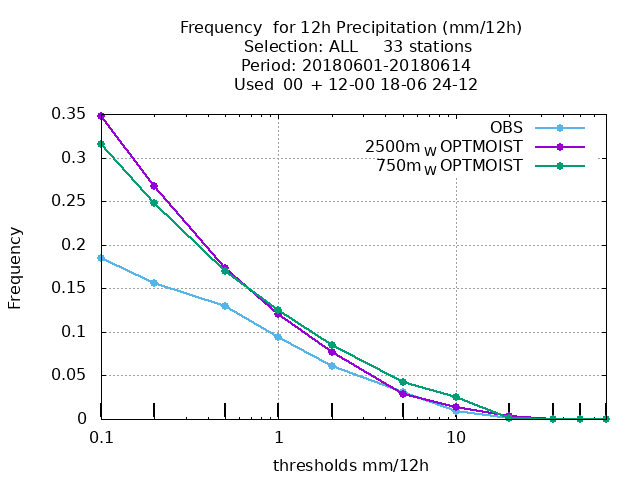 Frequency  for 12h Precipitation (mm/12h)
Selection: ALL     33 stations
Period: 20180601-20180614
Used  00  + 12-00 18-06 24-12
0.35
OBS
2500m W OPTMOIST
0.3
750m W OPTMOIST
0.25
0.2
Frequency
0.15
0.1
0.05
0
0.1 1 10
thresholds mm/12h